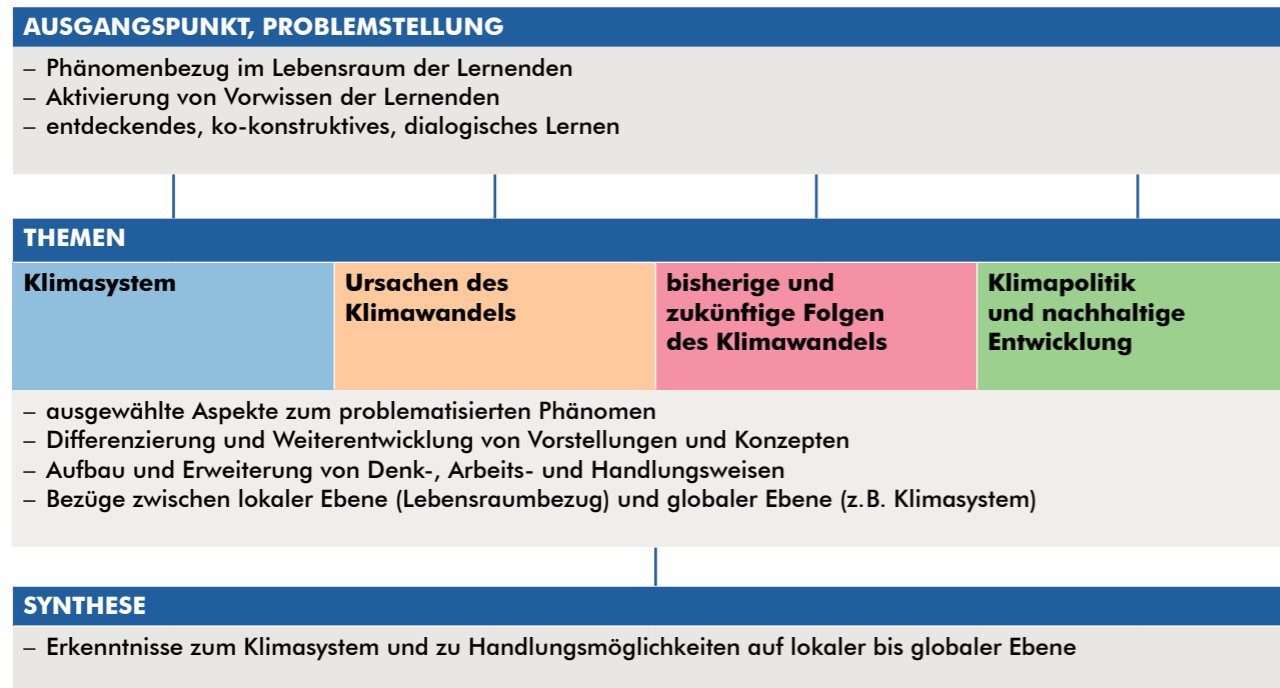 AUSGANGSPUNKT, PROBLEMSTELLUNG
– Phänomenbezug im Lebensraum der Lernenden
– Aktivierung von Vorwissen der Lernenden
– entdeckendes, ko-konstruktives, dialogisches Lernen
THEMEN
Klimasystem
Ursachen des
Klimawandels
bisherige und
zukünftige Folgen
des Klimawandels
Klimapolitik
und nachhaltige
Entwicklung
– ausgewählte Aspekte zum problematisierten Phänomen
– Differenzierung und Weiterentwicklung von Vorstellungen und Konzepten
– Aufbau und Erweiterung von Denk-, Arbeits- und Handlungsweisen
– Bezüge zwischen lokaler Ebene (Lebensraumbezug) und globaler Ebene (z.B. Klimasystem)
SYNTHESE
– Erkenntnisse zum Klimasystem und zu Handlungsmöglichkeiten auf lokaler bis globaler Ebene